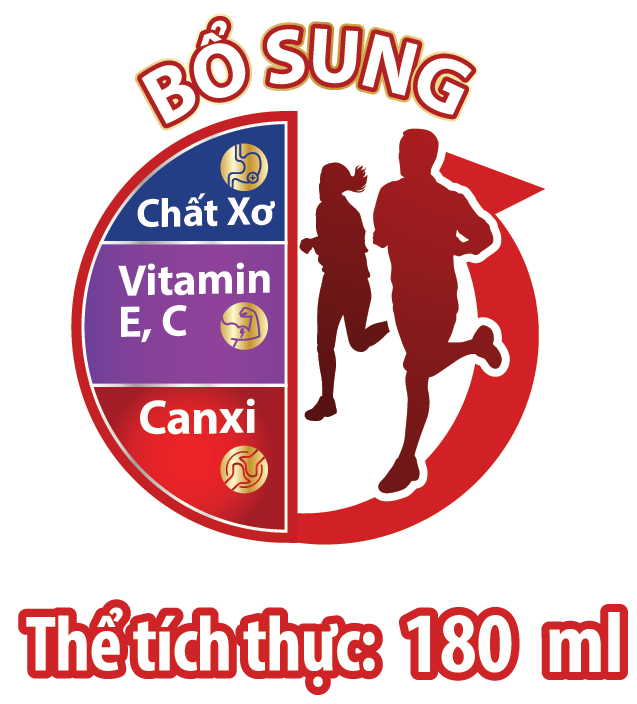 BỔ SUNG
Chất Xơ
Vitamin
E, C
Canxi
Thể tích thực: 180 ml